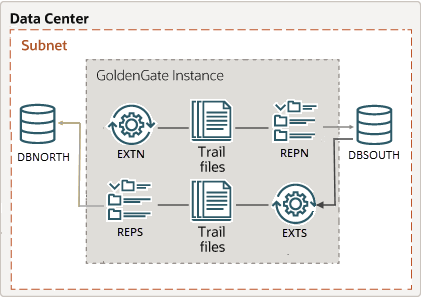 Data Center
Subnet
GoldenGate Instance
DBNORTH
EXTN
Trail
files
REPN
DBSOUTH
REPS
Trail
files
EXTS